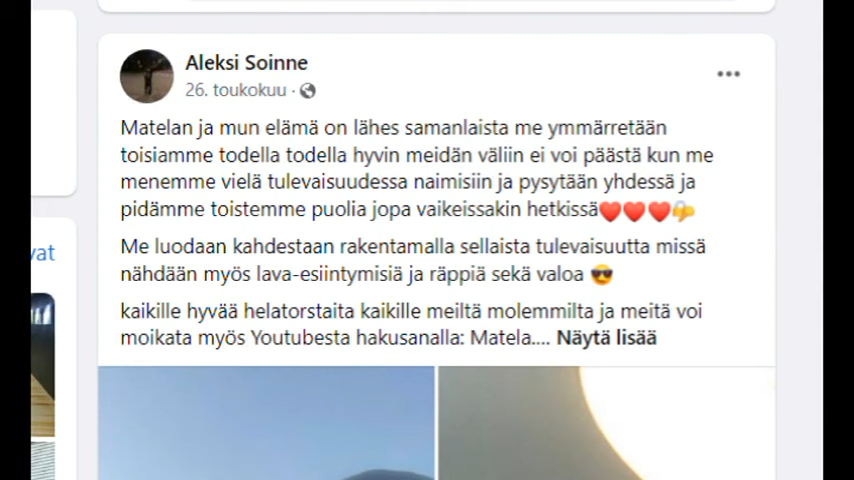 Aleksi Soinne
26. toukokuu ·
Matelan ja mun elämä on lähes samanlaista me ymmärretään
toisiamme todella todella hyvin meidän väliin ei voi päästä kun me
menemme vielä tulevaisuudessa naimisiin ja pysytään yhdessä ja
pidämme toistemme puolia jopa vaikeissakin hetkissä❤️❤️❤️🫣
Me luodaan kahdestaan rakentamalla sellaista tulevaisuutta missä
nähdään myös lava-esiintymisiä ja räppiä sekä valoa 😎
kaikille hyvää helatorstaita kaikille meiltä molemmilta ja meitä voi
moikata myös Youtubesta hakusanalla: Matela.... Näytä lisää
vat